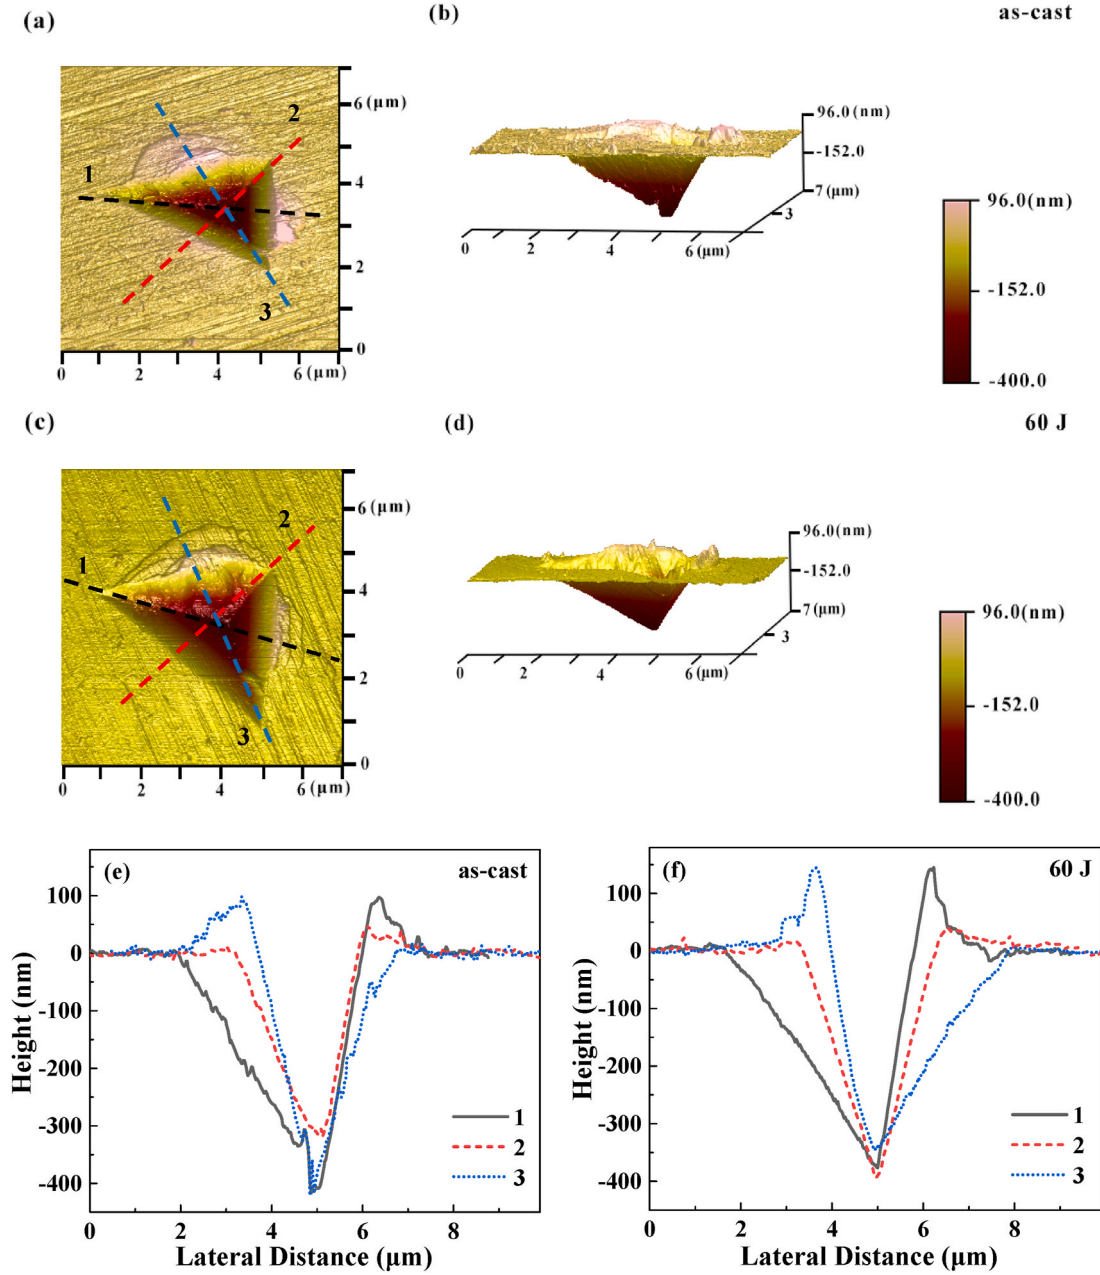 (a)
(b)
as-cast
1
2
3
6 (μm)
4
2
0
0
2
4
6 (μm)
96.0 (nm)
-152.0
7 (μm)
3
0
2
4
6 (μm)
96.0(nm)
-152.0
-400.0
(c)
(d)
60 J
1
2
3
6 (μm)
4
2
0
0
2
4
6 (μm)
96.0(nm)
-152.0
7(μm)
3
0
2
4
6 (μm)
96.0(nm)
-152.0
-400.0
(e)
as-cast
100
0
-100
-200
-300
-400
Height (nm)
1
2
3
0 2 4 6 8
Lateral Distance (μm)
(f)
60 J
100
0
-100
-200
-300
-400
Height (nm)
1
2
3
0 2 4 6 8
Lateral Distance (μm)